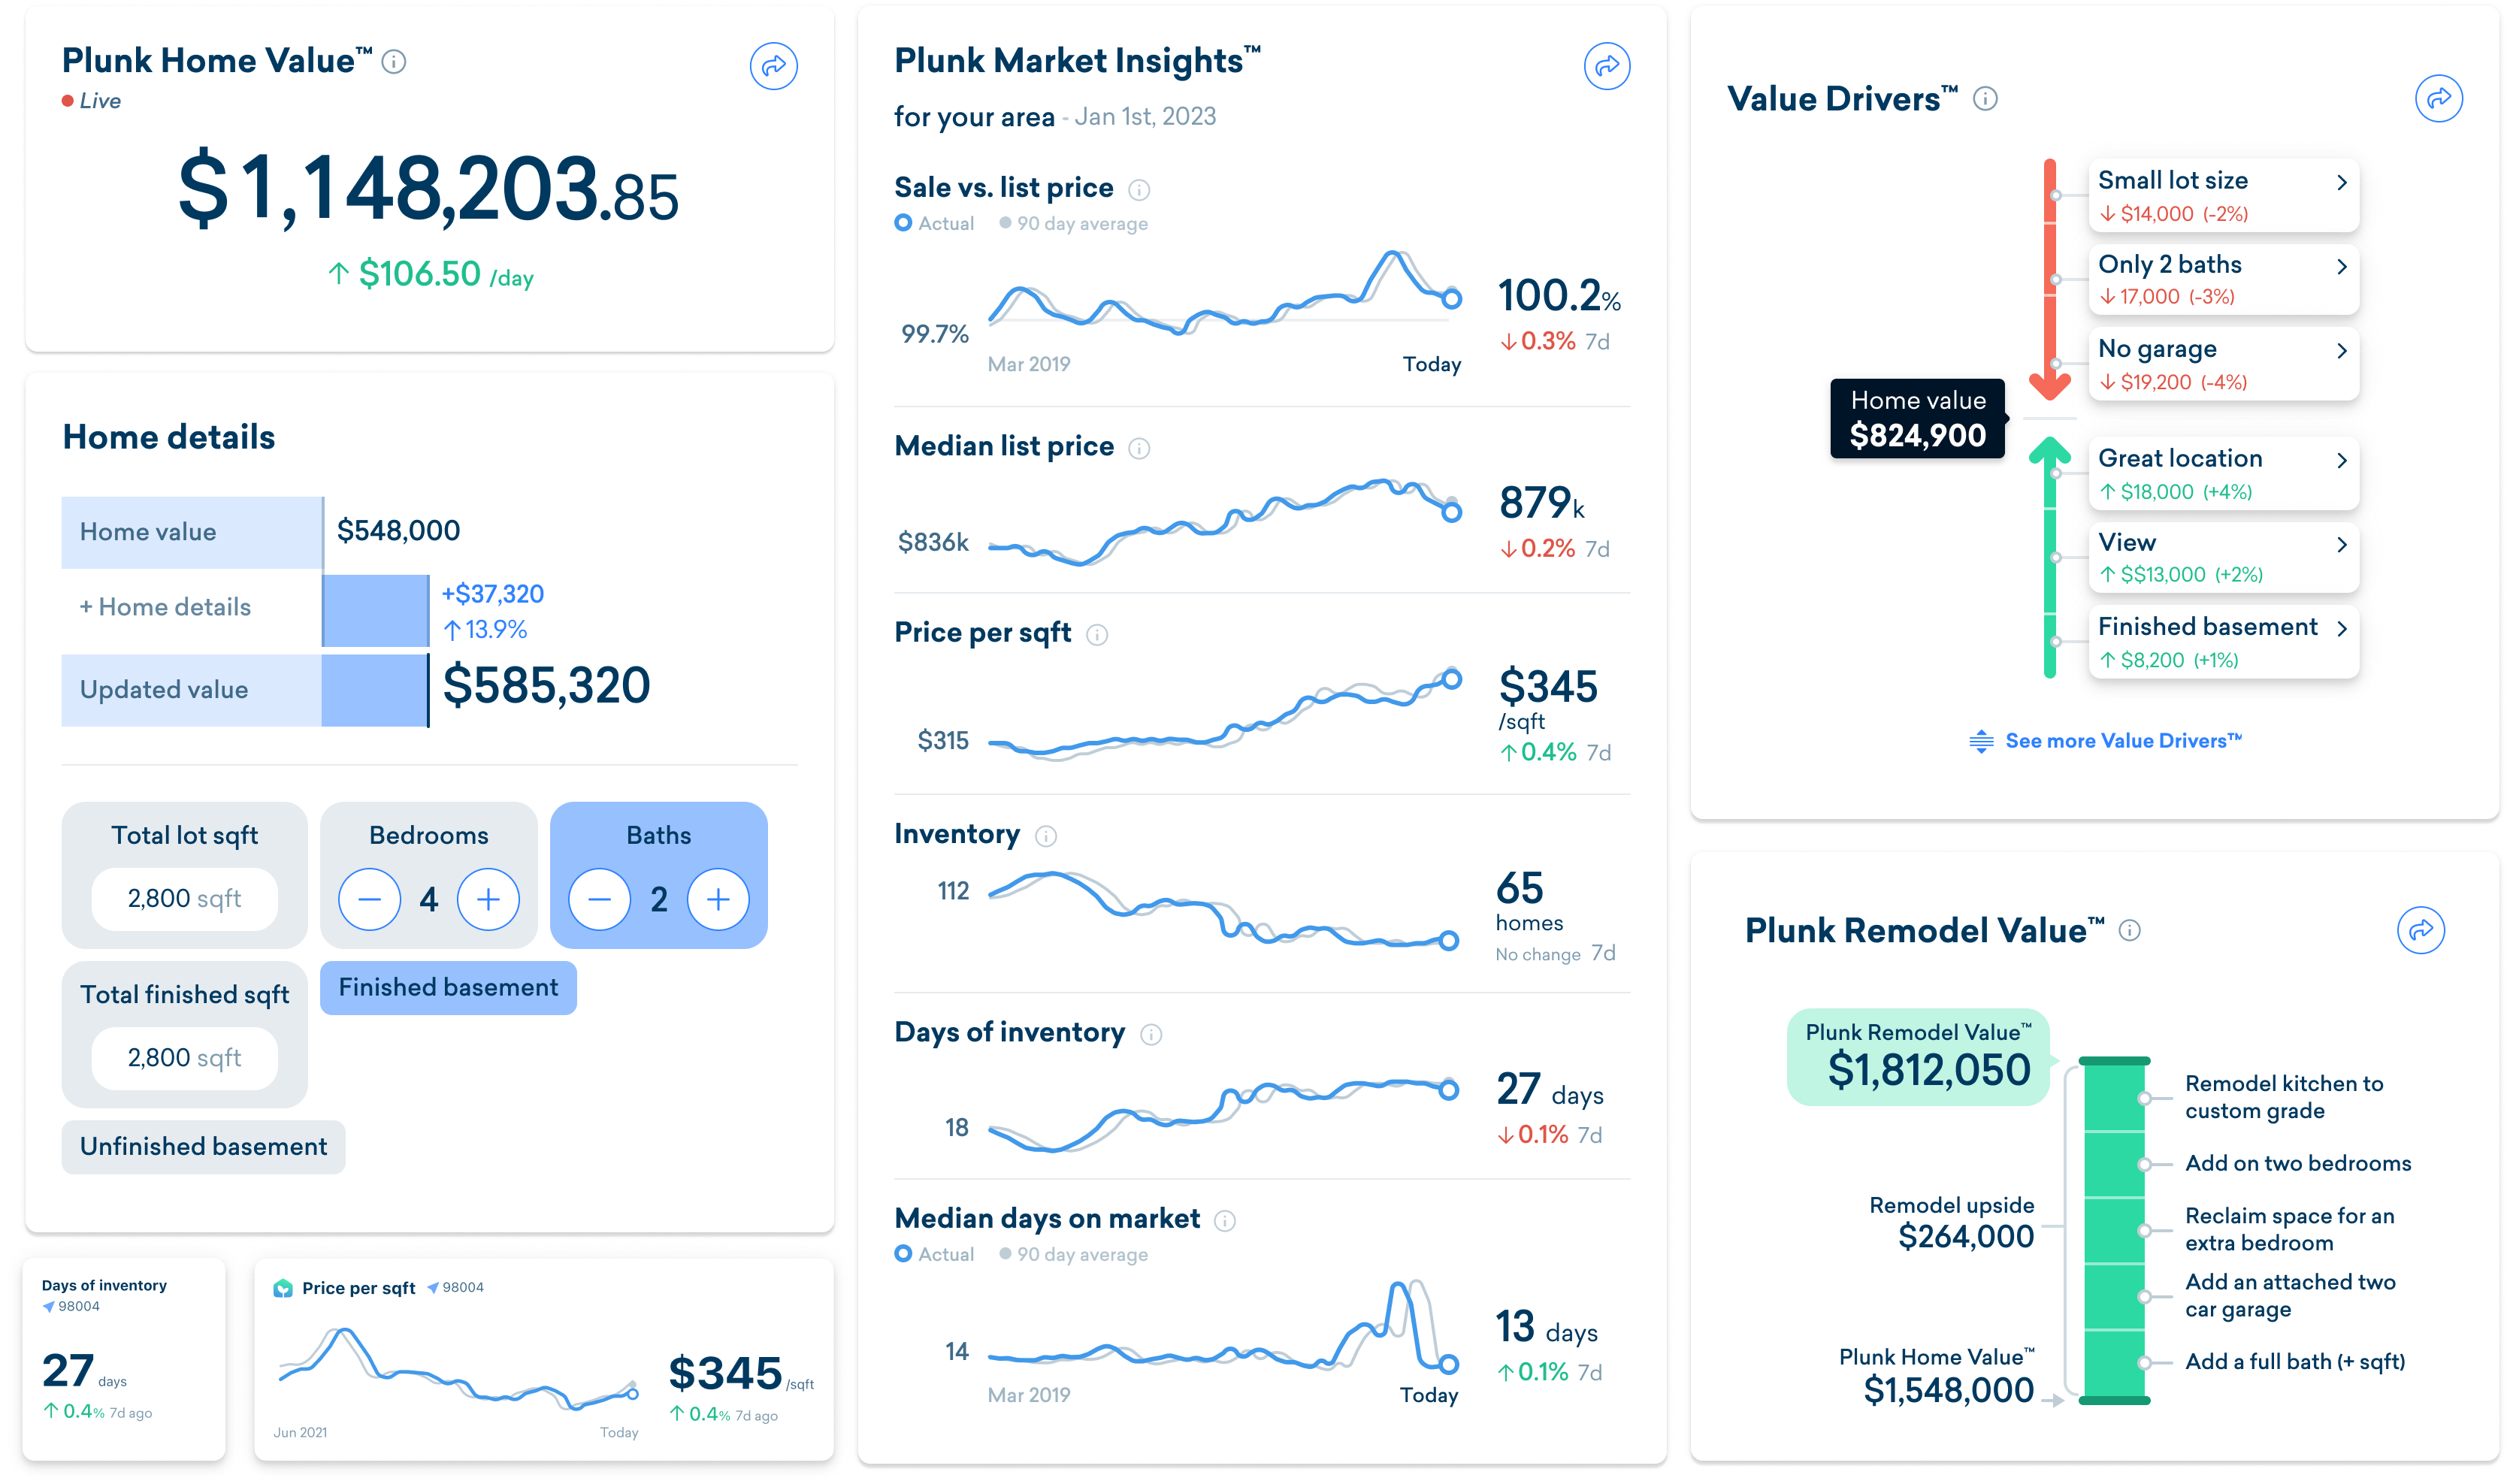 Plunk Home Value™
Live
$1,148,203.85
↑ $106.50 /day
Home details
Home value
$548,000
+ Home details
+$37,320
↑ 13.9%
Updated value
$585,320
Total lot sqft
2,800 sqft
Bedrooms
− 4 +
Baths
− 2 +
Total finished sqft
2,800 sqft
Finished basement
Unfinished basement
Days of inventory
98004
27 days
↑ 0.4% 7d ago
Price per sqft 98004
$345 /sqft
↑ 0.4% 7d ago
Jun 2021
Today
Plunk Market Insights™
for your area - Jan 1st, 2023
Sale vs. list price
Actual 90 day average
99.7%
100.2%
↓ 0.3% 7d
Mar 2019
Today
Median list price
$836k
879k
↓ 0.2% 7d
Price per sqft
$315
$345
/sqft
↑ 0.4% 7d
Inventory
112
65
homes
No change 7d
Days of inventory
18
27 days
↓ 0.1% 7d
Median days on market
Actual 90 day average
14
13 days
↑ 0.1% 7d
Mar 2019
Today
Value Drivers™
Small lot size
↓ $14,000 (-2%)
Only 2 baths
↓ 17,000 (-3%)
No garage
↓ $19,200 (-4%)
Home value
$824,900
Great location
↑ $18,000 (+4%)
View
↑ $$13,000 (+2%)
Finished basement
↑ $8,200 (+1%)
See more Value Drivers™
Plunk Remodel Value™
Plunk Remodel Value™
$1,812,050
Remodel kitchen to
custom grade
Add on two bedrooms
Remodel upside
$264,000
Reclaim space for an
extra bedroom
Add an attached two
car garage
Plunk Home Value™
$1,548,000
Add a full bath (+ sqft)